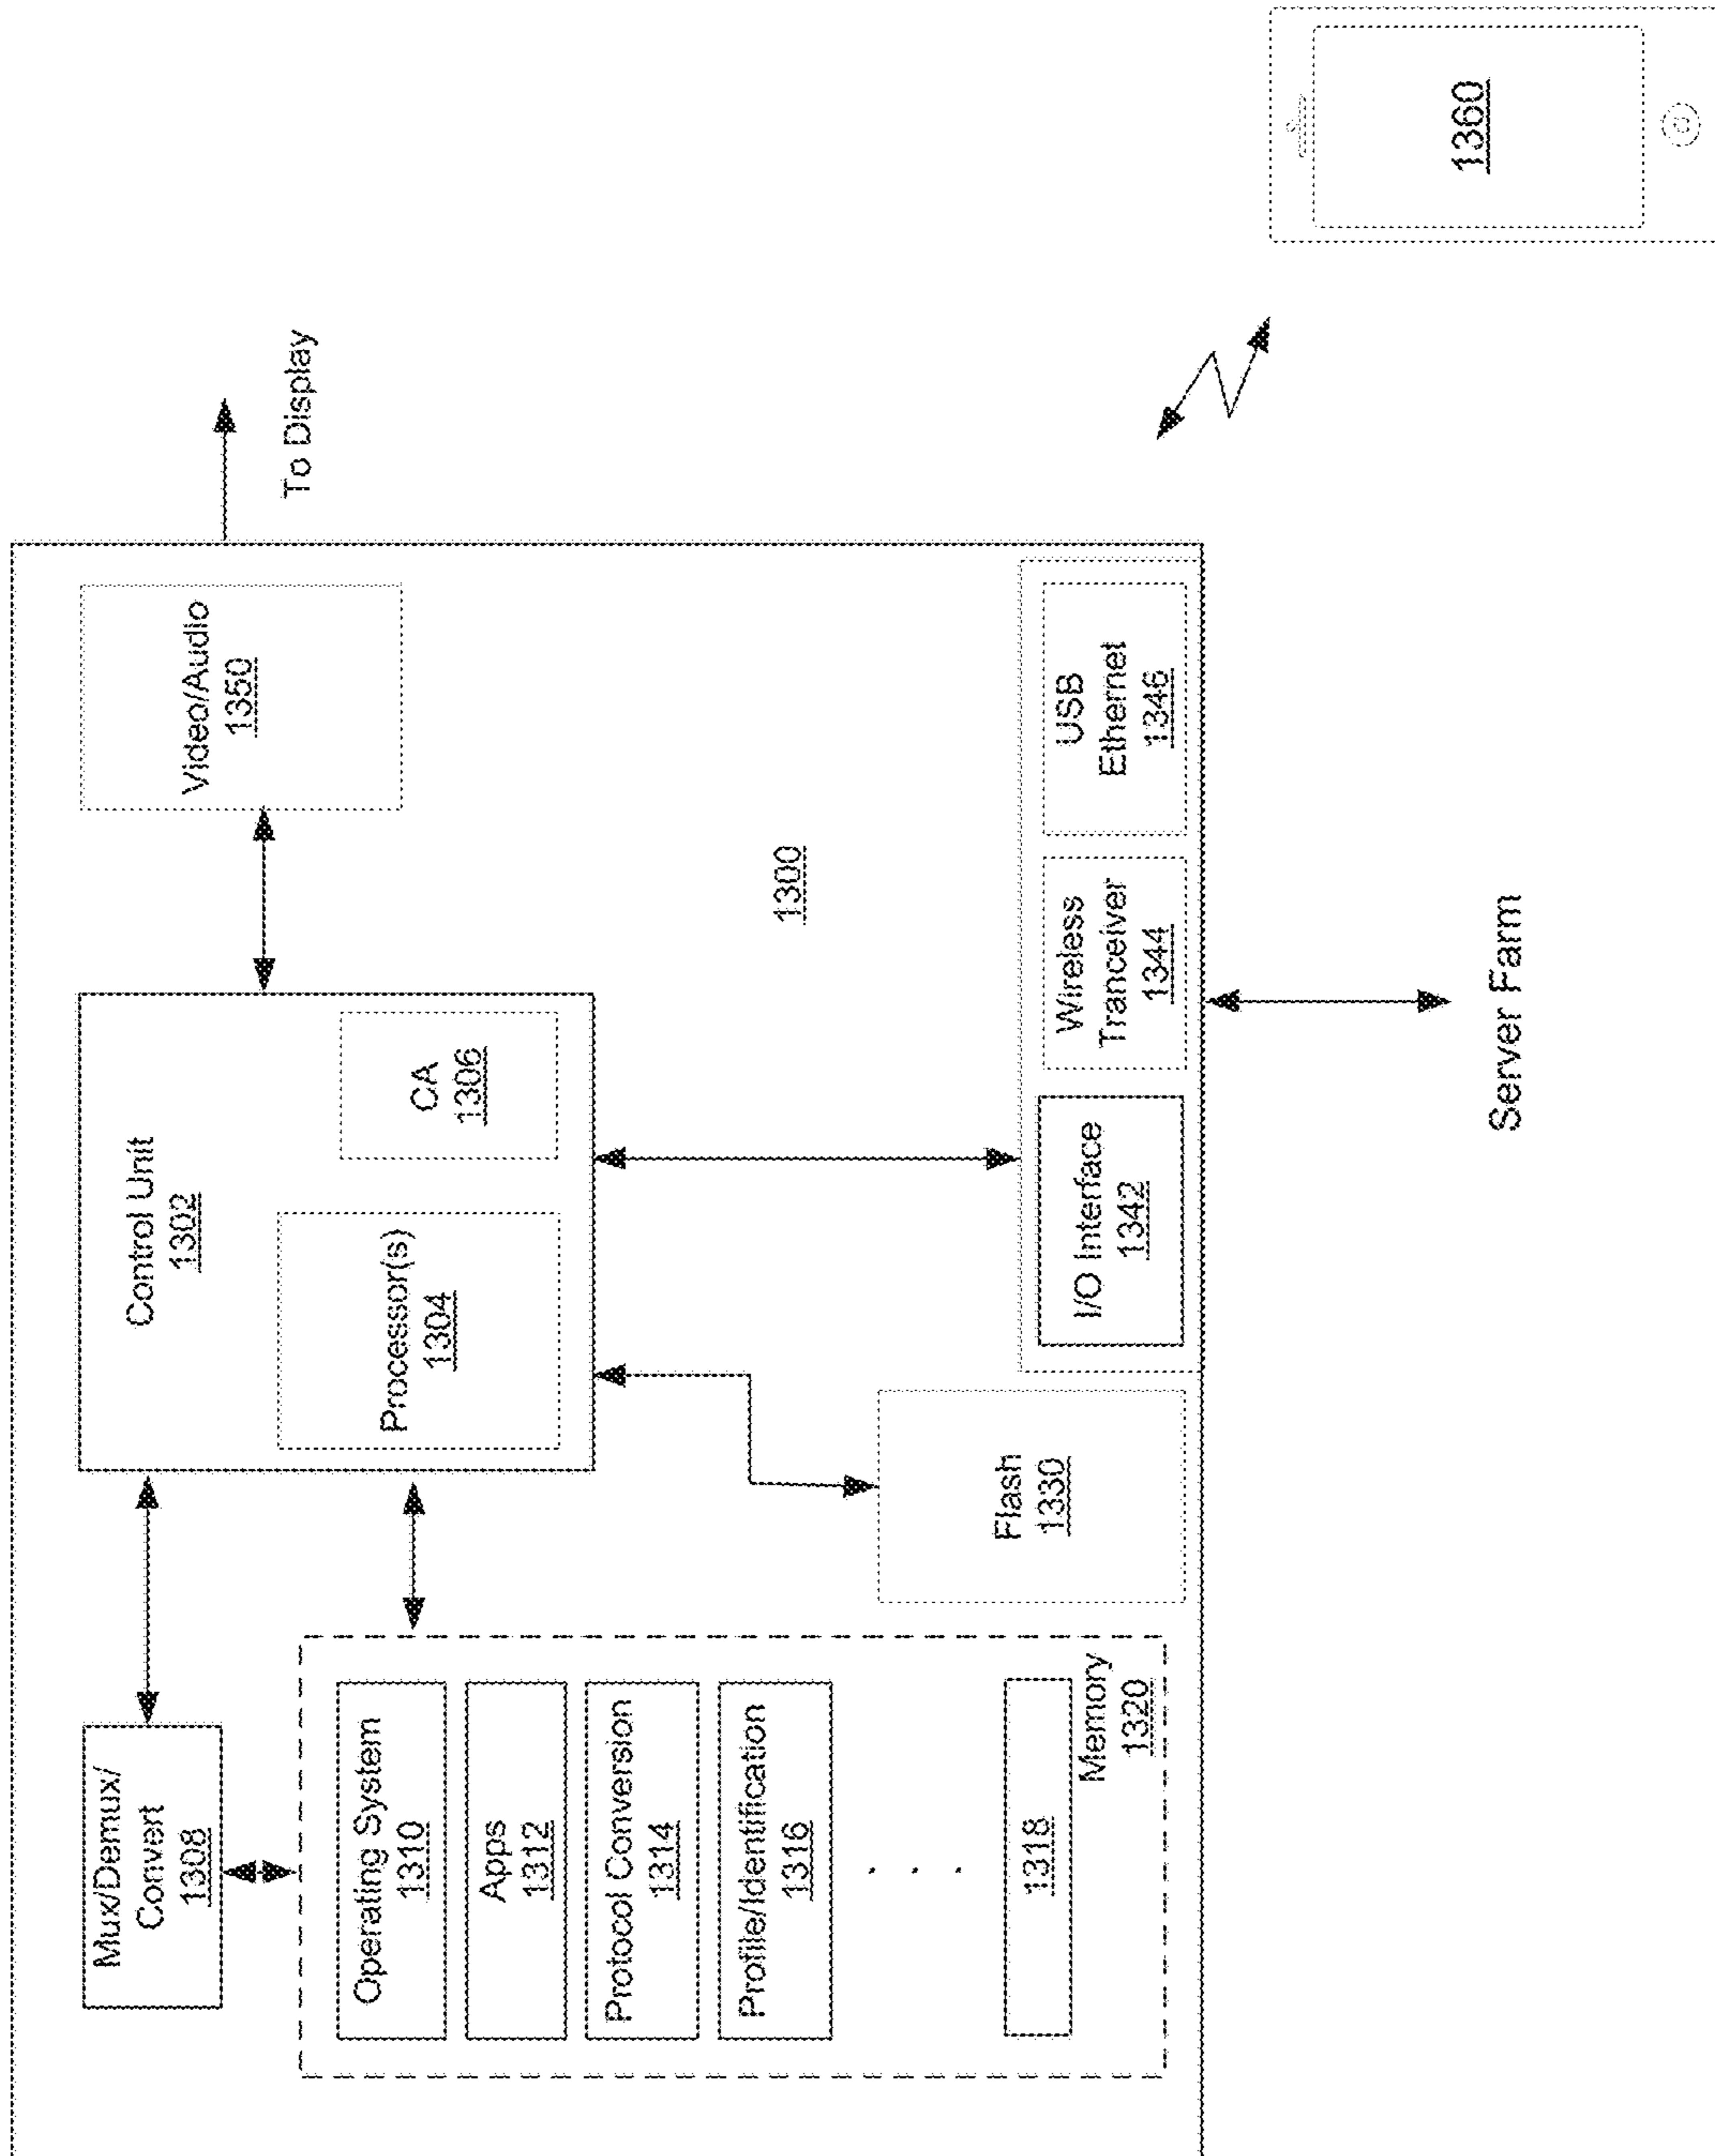 Mux/Demux/
Convert
1308
Control Unit
1302
Processor(s)
1304
CA
1306
Video/Audio
1350
To Display
Operating System
1310
Apps
1312
Protocol Conversion
1314
Profile/Identification
1316
. . .
1318
Memory
1320
Flash
1330
1300
I/O Interface
1342
Wireless
Tranceiver
1344
USB
Ethernet
1346
Server Farm
1360